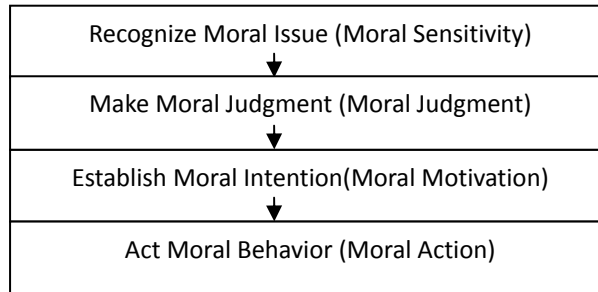 Recognize Moral Issue (Moral Sensitivity)
Make Moral Judgment (Moral Judgment)
Establish Moral Intention(Moral Motivation)
Act Moral Behavior (Moral Action)